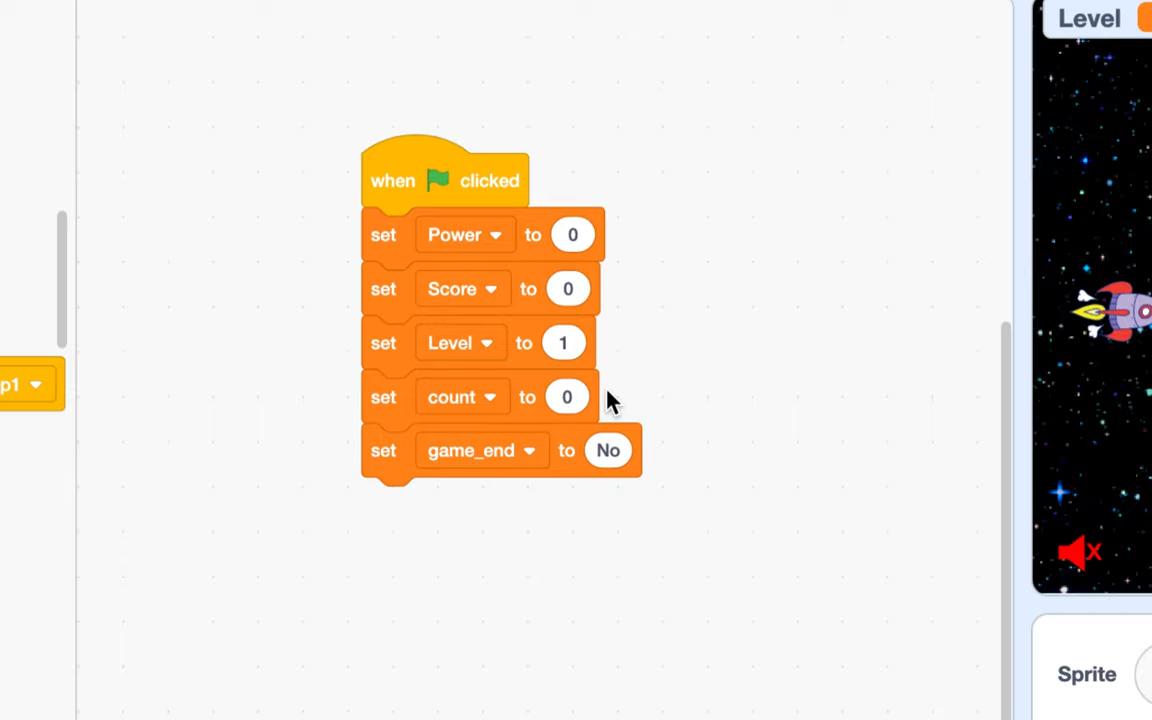 Level
when clicked
set Power to 0
set Score to 0
set Level to 1
p1
set count to 0
set game_end to No
X
Sprite